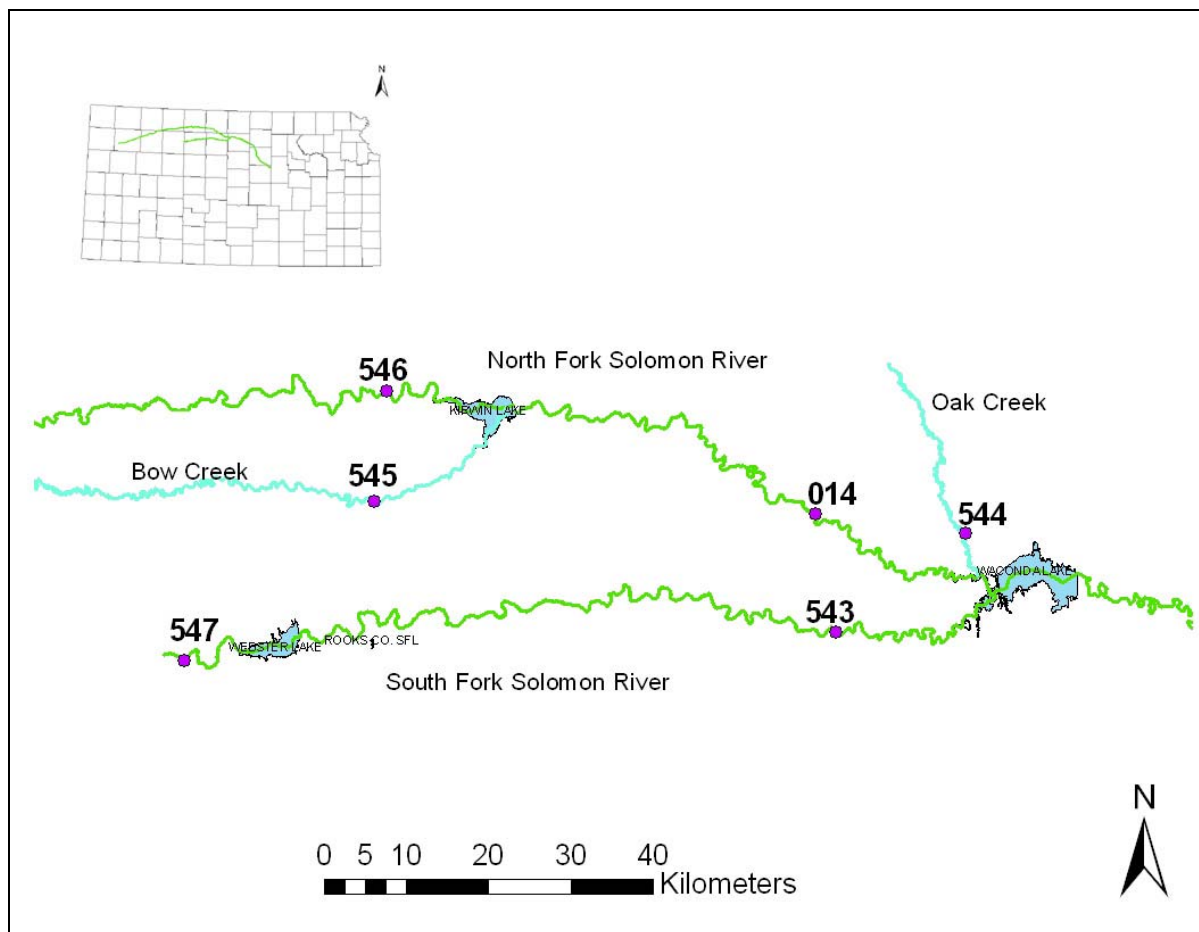 N
North Fork Solomon River
546
KIRWIN LAKE
Oak Creek
Bow Creek
545
014
544
WACONDA LAKE
543
547
WEBSTER LAKE
ROOKS CO. SFL
South Fork Solomon River
N
0 5 10 20 30 40
Kilometers